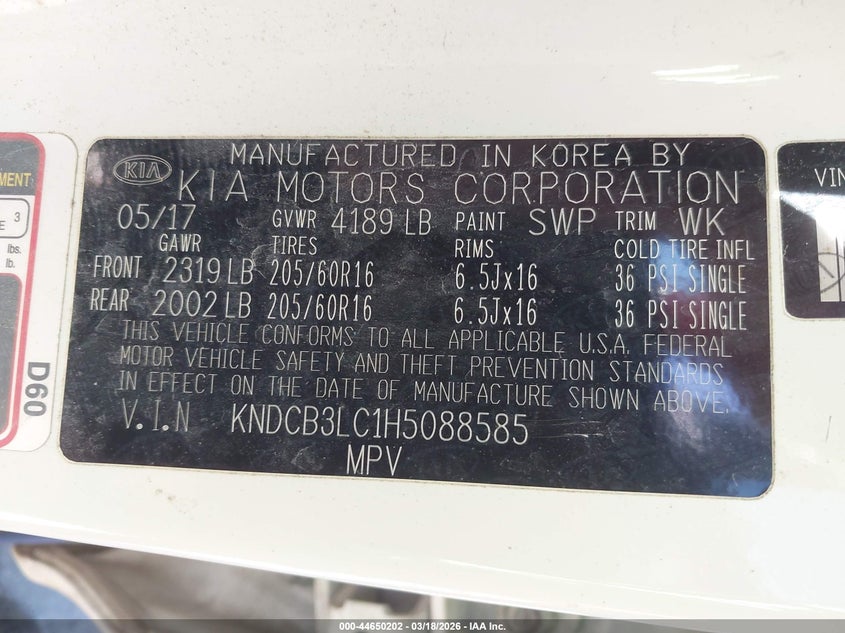 MANUFACTURED IN KOREA BY
KIA KIA MOTORS CORPORATION
05/17 GVWR 4189 LB PAINT SWP TRIM WK
GAWR TIRES RIMS COLD TIRE INFL
FRONT 2319 LB 205/60R16 6.5Jx16 36 PSI SINGLE
REAR 2002 LB 205/60R16 6.5Jx16 36 PSI SINGLE
THIS VEHICLE CONFORMS TO ALL APPLICABLE U.S.A. FEDERAL
MOTOR VEHICLE SAFETY AND THEFT PREVENTION STANDARDS
IN EFFECT ON THE DATE OF MANUFACTURE SHOWN ABOVE.
V.I.N KNDCB3LC1H5088585
MPV
3
lbs.
lb.
D60
VIN
000-44650202 - 03/18/2026 - IAA Inc.